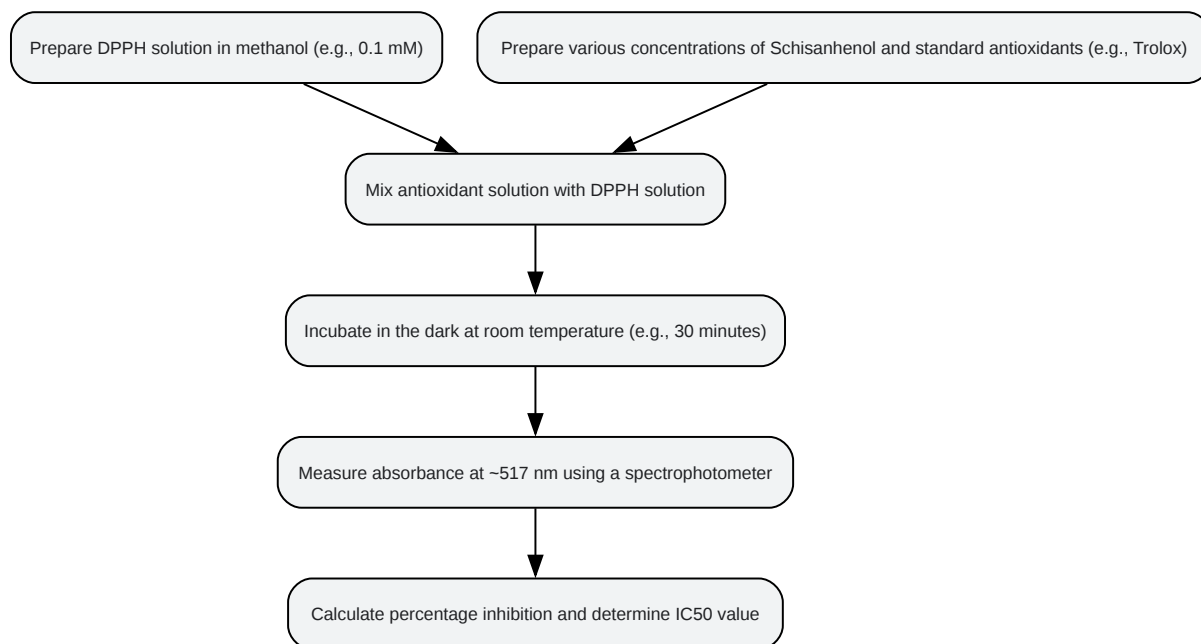 Prepare DPPH solution in methanol (e.g., 0.1 mM)
Prepare various concentrations of Schisanhenol and standard antioxidants (e.g., Trolox)
Mix antioxidant solution with DPPH solution
Incubate in the dark at room temperature (e.g., 30 minutes)
Measure absorbance at ~517 nm using a spectrophotometer
Calculate percentage inhibition and determine IC50 value